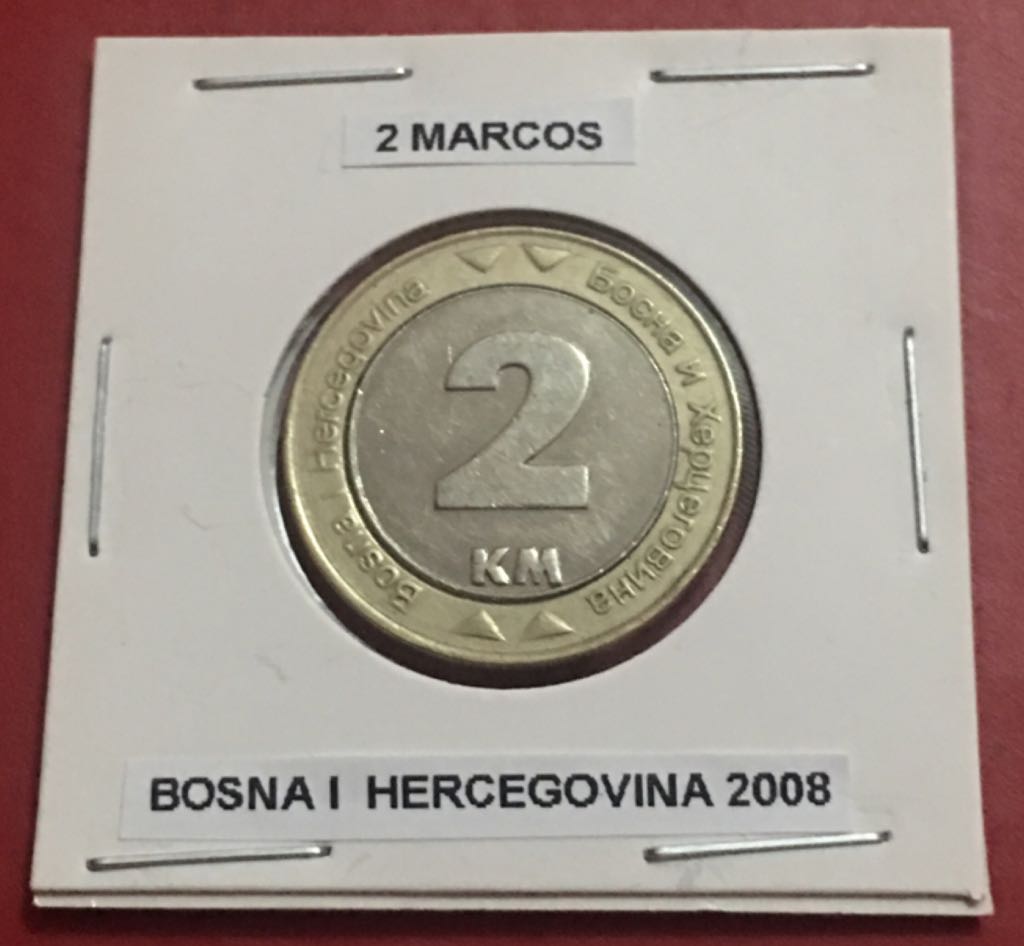 2 MARCOS
Bosna i Hercegovina
Босна и Херцеговина
2
KM
BOSNA I HERCEGOVINA 2008